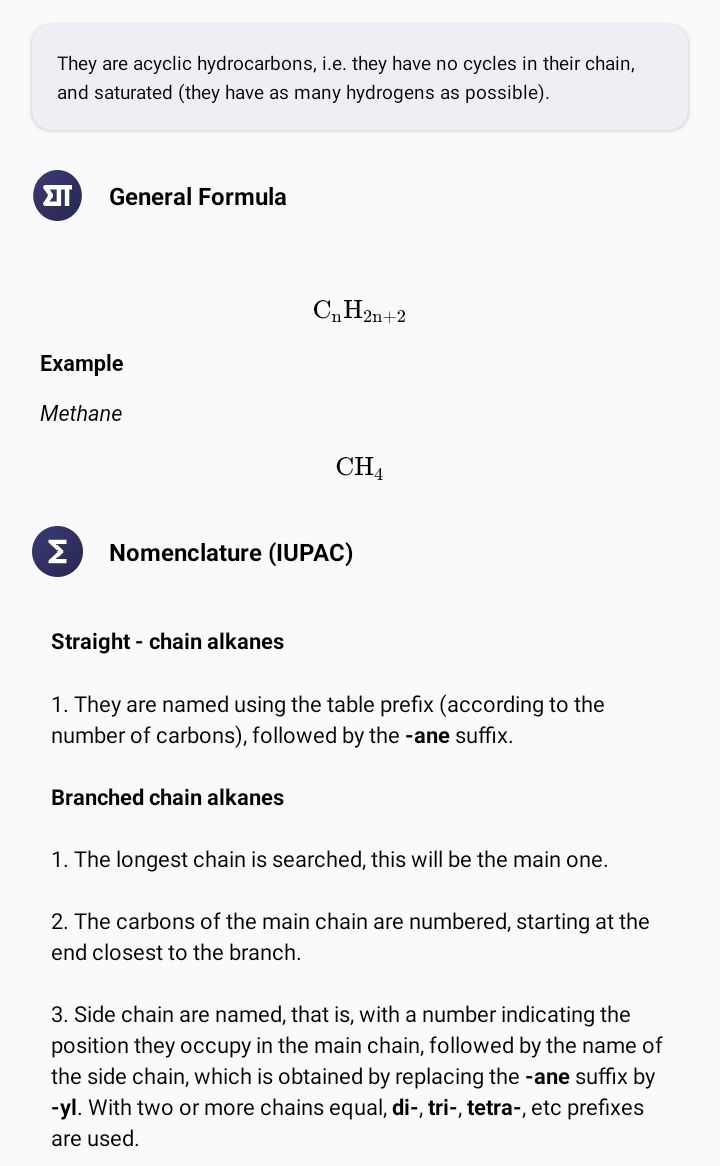 They are acyclic hydrocarbons, i.e. they have no cycles in their chain,
and saturated (they have as many hydrogens as possible).
Σπ General Formula
CₙH₂ₙ₊₂
Example
Methane
CH₄
Σ Nomenclature (IUPAC)
Straight - chain alkanes
1. They are named using the table prefix (according to the
number of carbons), followed by the -ane suffix.
Branched chain alkanes
1. The longest chain is searched, this will be the main one.
2. The carbons of the main chain are numbered, starting at the
end closest to the branch.
3. Side chain are named, that is, with a number indicating the
position they occupy in the main chain, followed by the name of
the side chain, which is obtained by replacing the -ane suffix by
-yl. With two or more chains equal, di-, tri-, tetra-, etc prefixes
are used.